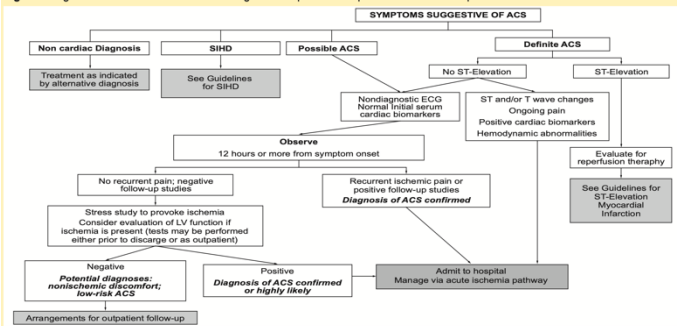 SYMPTOMS SUGGESTIVE OF ACS
Non cardiac Diagnosis
SIHD
Possible ACS
Definite ACS
Treatment as indicated
by alternative diagnosis
See Guidelines
for SIHD
No ST-Elevation
ST-Elevation
Nondiagnostic ECG
Normal Initial serum
cardiac biomarkers
ST and/or T wave changes
Ongoing pain
Positive cardiac biomarkers
Hemodynamic abnormalities
Observe
12 hours or more from symptom onset
Evaluate for
reperfusion theraphy
No recurrent pain; negative
follow-up studies
Recurrent ischemic pain or
positive follow-up studies
Diagnosis of ACS confirmed
See Guidelines for
ST-Elevation
Myocardial
Infarction
Stress study to provoke ischemia
Consider evaluation of LV function if
ischemia is present (tests may be performed
either prior to discharge or as outpatient)
Negative
Potential diagnoses:
nonischemic discomfort;
low-risk ACS
Positive
Diagnosis of ACS confirmed
or highly likely
Admit to hospital
Manage via acute ischemia pathway
Arrangements for outpatient follow-up